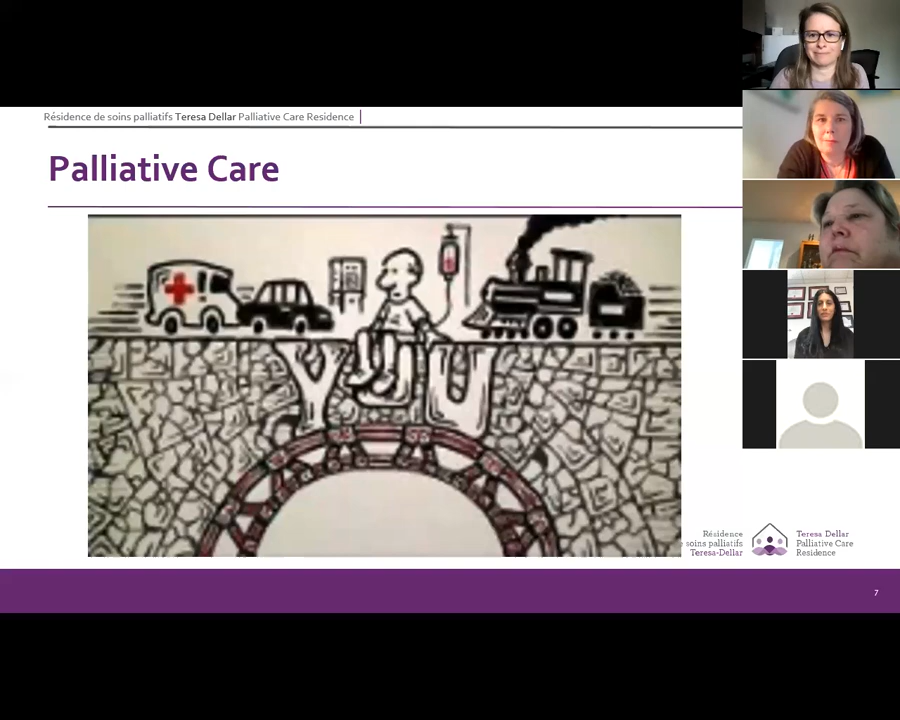 Résidence de soins palliatifs Teresa Dellar Palliative Care Residence
Palliative Care
YOU
Résidence
soins palliatifs
Teresa-Dellar
Teresa Dellar
Palliative Care
Residence
7